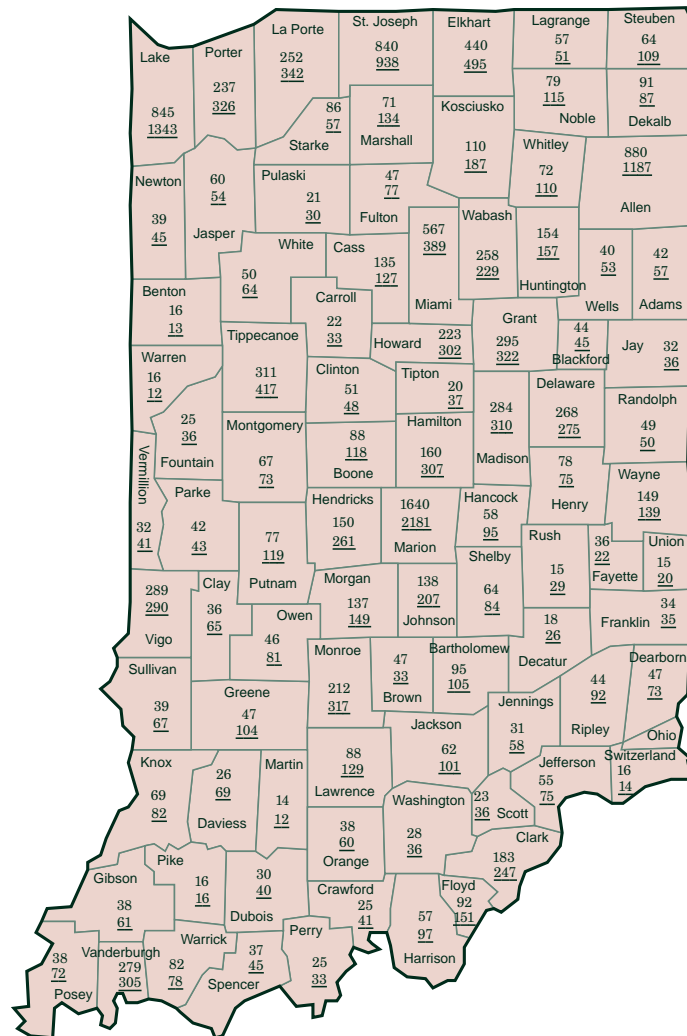 Lake
845
1343
Porter
237
326
La Porte
252
342
St. Joseph
840
938
Elkhart
440
495
Lagrange
57
51
Steuben
64
109
79
115
Noble
91
87
Dekalb
86
57
Starke
71
134
Marshall
Kosciusko
110
187
Whitley
72
110
880
1187
Allen
Newton
39
45
60
54
Jasper
Pulaski
21
30
47
77
Fulton
567
389
Miami
Wabash
258
229
154
157
Huntington
40
53
Wells
42
57
Adams
White
50
64
Cass
135
127
Benton
16
13
Carroll
22
33
Howard
223
302
Grant
295
322
44
45
Blackford
Jay
32
36
Warren
16
12
Tippecanoe
311
417
Clinton
51
48
Tipton
20
37
284
310
Madison
Delaware
268
275
Randolph
49
50
25
36
Fountain
Montgomery
67
73
88
118
Boone
Hamilton
160
307
78
75
Henry
Wayne
149
139
Vermillion
32
41
Parke
42
43
77
119
Putnam
Hendricks
150
261
1640
2181
Marion
Hancock
58
95
Shelby
64
84
Rush
15
29
36
22
Fayette
Union
15
20
289
290
Vigo
Clay
36
65
Owen
46
81
Morgan
137
149
138
207
Johnson
18
26
Decatur
34
35
Franklin
Sullivan
39
67
Greene
47
104
Monroe
212
317
47
33
Brown
Bartholomew
95
105
Jennings
31
58
44
92
Ripley
Dearborn
47
73
Ohio
Knox
69
82
26
69
Daviess
Martin
14
12
88
129
Lawrence
Jackson
62
101
23
36
Scott
Jefferson
55
75
Switzerland
16
14
Washington
28
36
38
60
Orange
Clark
183
247
Gibson
38
61
Pike
16
16
30
40
Dubois
Crawford
25
41
57
97
Harrison
Floyd
92
151
38
72
Posey
Vanderburgh
279
305
Warrick
82
78
37
45
Spencer
Perry
25
33